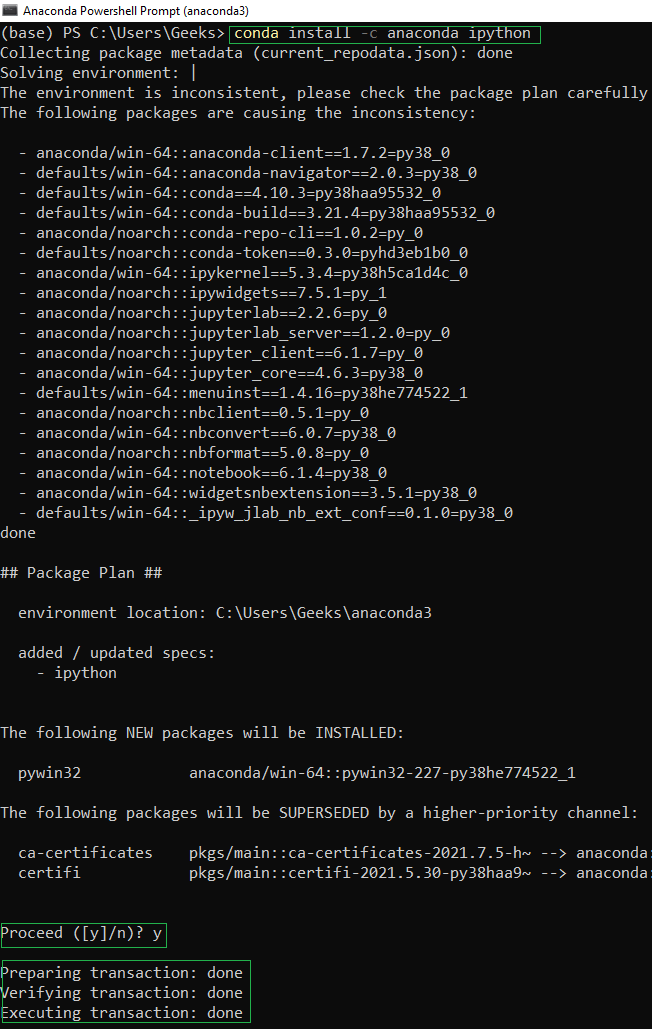 Anaconda Powershell Prompt (anaconda3)
(base) PS C:\Users\Geeks> conda install -c anaconda ipython
Collecting package metadata (current_repodata.json): done
Solving environment: |
The environment is inconsistent, please check the package plan carefully
The following packages are causing the inconsistency:
- anaconda/win-64::anaconda-client==1.7.2=py38_0
- defaults/win-64::anaconda-navigator==2.0.3=py38_0
- defaults/win-64::conda==4.10.3=py38haa95532_0
- defaults/win-64::conda-build==3.21.4=py38haa95532_0
- anaconda/noarch::conda-repo-cli==1.0.2=py_0
- defaults/noarch::conda-token==0.3.0=pyhd3eb1b0_0
- anaconda/win-64::ipykernel==5.3.4=py38h5ca1d4c_0
- anaconda/noarch::ipywidgets==7.5.1=py_1
- anaconda/noarch::jupyterlab==2.2.6=py_0
- anaconda/noarch::jupyterlab_server==1.2.0=py_0
- anaconda/noarch::jupyter_client==6.1.7=py_0
- anaconda/win-64::jupyter_core==4.6.3=py38_0
- defaults/win-64::menuinst==1.4.16=py38he774522_1
- anaconda/noarch::nbclient==0.5.1=py_0
- anaconda/win-64::nbconvert==6.0.7=py38_0
- anaconda/noarch::nbformat==5.0.8=py_0
- anaconda/win-64::notebook==6.1.4=py38_0
- anaconda/win-64::widgetsnbextension==3.5.1=py38_0
- defaults/win-64::_ipyw_jlab_nb_ext_conf==0.1.0=py38_0
done
## Package Plan ##
environment location: C:\Users\Geeks\anaconda3
added / updated specs:
- ipython
The following NEW packages will be INSTALLED:
pywin32 anaconda/win-64::pywin32-227-py38he774522_1
The following packages will be SUPERSEDED by a higher-priority channel:
ca-certificates pkgs/main::ca-certificates-2021.7.5-h~ --> anaconda:
certifi pkgs/main::certifi-2021.5.30-py38haa9~ --> anaconda:
Proceed ([y]/n)? y
Preparing transaction: done
Verifying transaction: done
Executing transaction: done